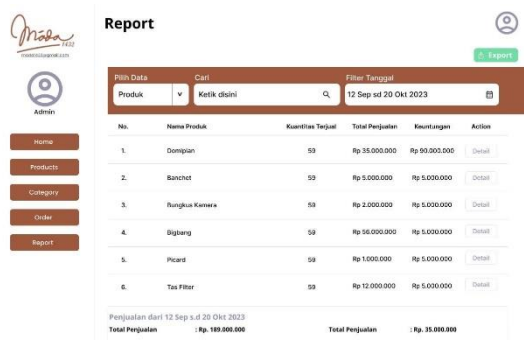 Moda
1432
Report
Export
Admin
Home
Products
Category
Order
Report
Pilih Data Cari Filter Tanggal
Produk Ketik disini 12 Sep sd 20 Okt 2023
No. Nama Produk Kuantitas Terjual Total Penjualan Keuntungan Action
1. Domipian 59 Rp 35.000.000 Rp 90.000.000 Detail
2. Banchet 59 Rp 5.000.000 Rp 5.000.000 Detail
3. Bungkus Kamera 59 Rp 2.000.000 Rp 5.000.000 Detail
4. Bigbang 59 Rp 56.000.000 Rp 5.000.000 Detail
5. Picard 59 Rp 1.000.000 Rp 5.000.000 Detail
6. Tas Filter 59 Rp 12.000.000 Rp 5.000.000 Detail
Penjualan dari 12 Sep s.d 20 Okt 2023
Total Penjualan : Rp. 189.000.000 Total Penjualan : Rp. 35.000.000